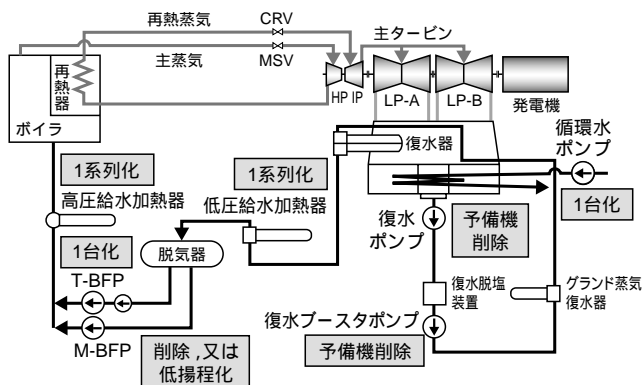 再熱蒸気
CRV
主タービン
主蒸気
MSV
再
熱
器
ボイラ
HP IP
LP-A
LP-B
発電機
循環水
ポンプ
1系列化
1系列化
復水器
高圧給水加熱器
低圧給水加熱器
1台化
復水
ポンプ
予備機
削除
1台化
脱気器
T-BFP
復水脱塩
装置
グランド蒸気
復水器
M-BFP
削除,又は
低揚程化
復水ブースタポンプ
予備機削除